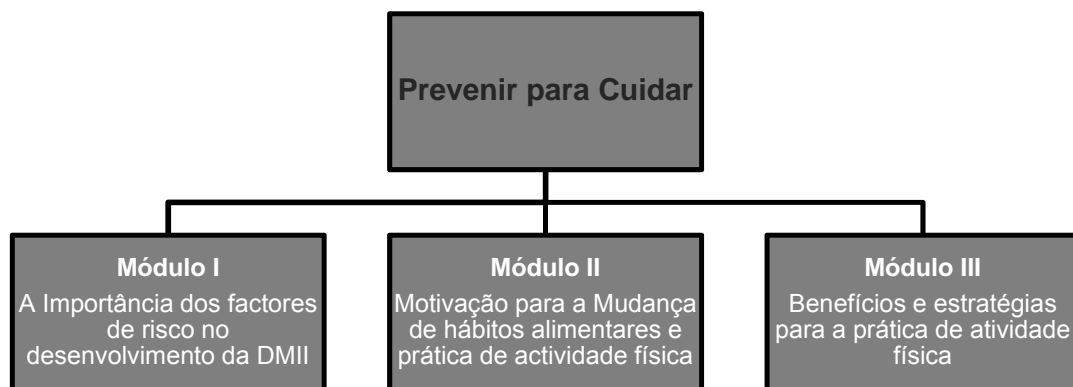 Prevenir para Cuidar
Módulo I
A Importância dos factores
de risco no
desenvolvimento da DMII
Módulo II
Motivação para a Mudança
de hábitos alimentares e
prática de actividade física
Módulo III
Benefícios e estratégias
para a prática de atividade
física